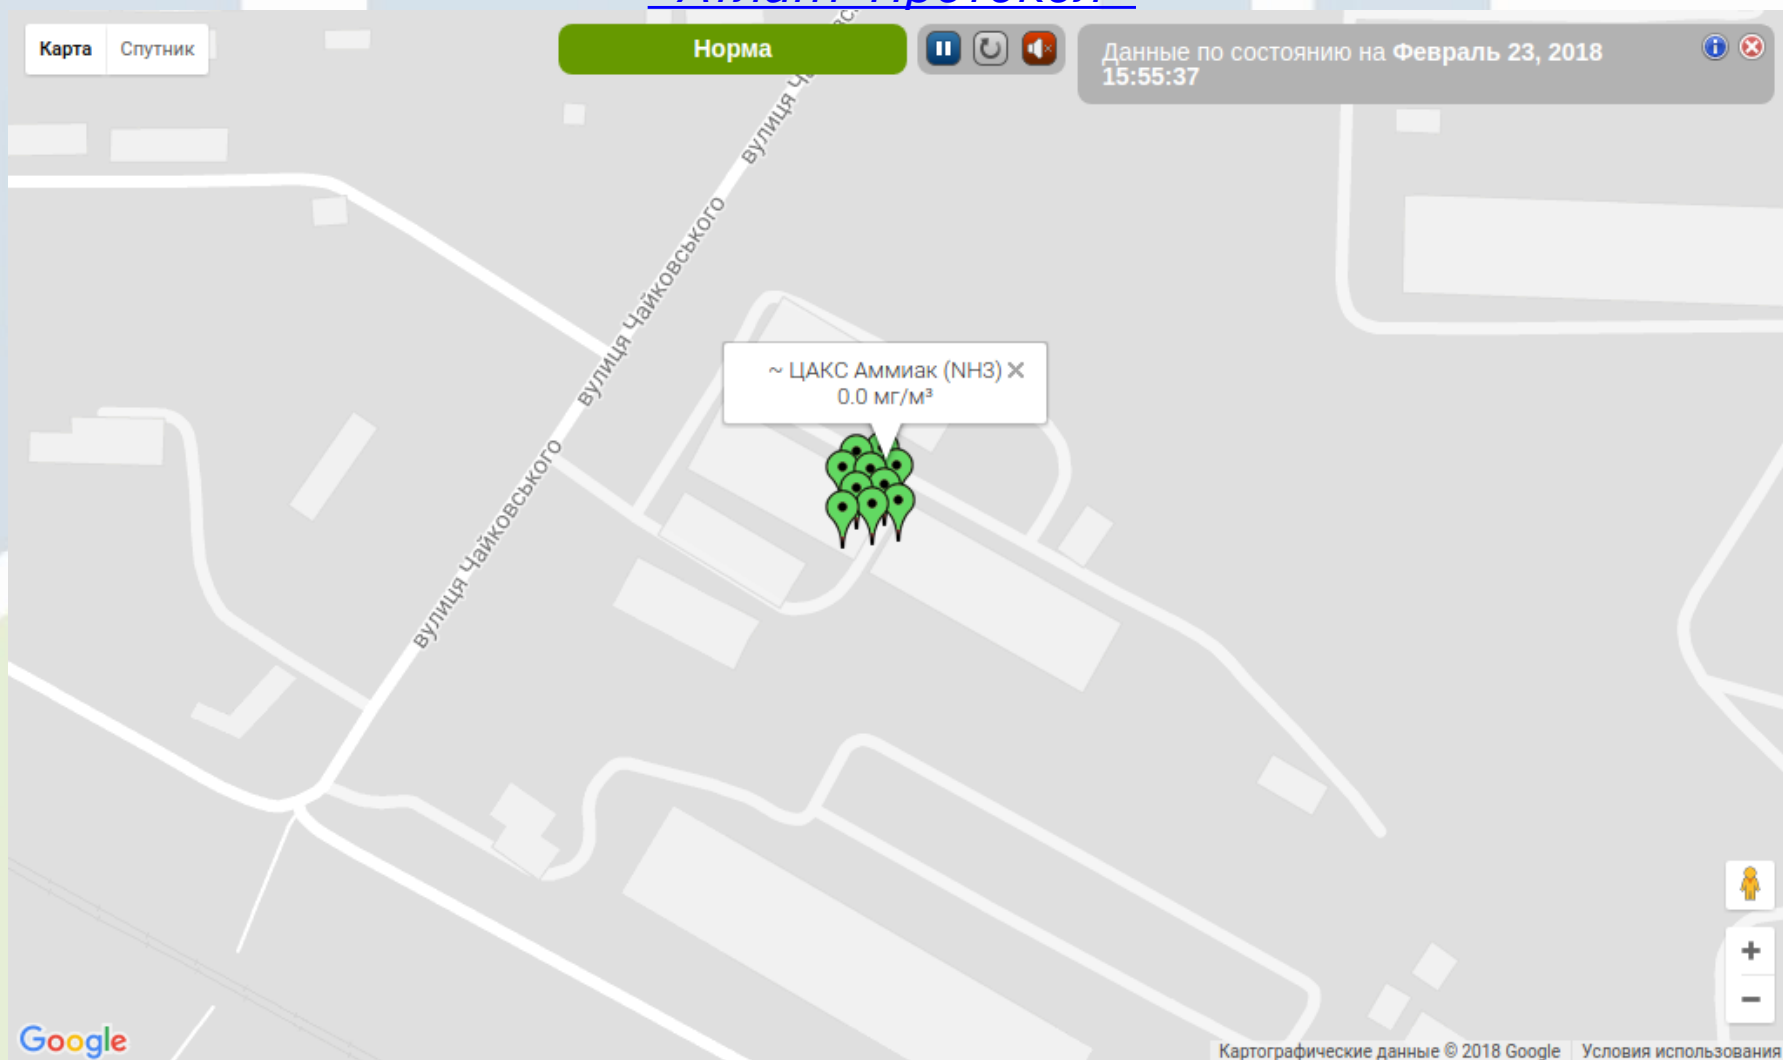 Карта Спутник
Норма
Данные по состоянию на Февраль 23, 2018
15:55:37
вулиця Чайковського
вулиця Чайковського
~ ЦАКС Аммиак (NH3)
0.0 мг/м³
вулиця Чайковського
Google
Картографические данные © 2018 Google Условия использования